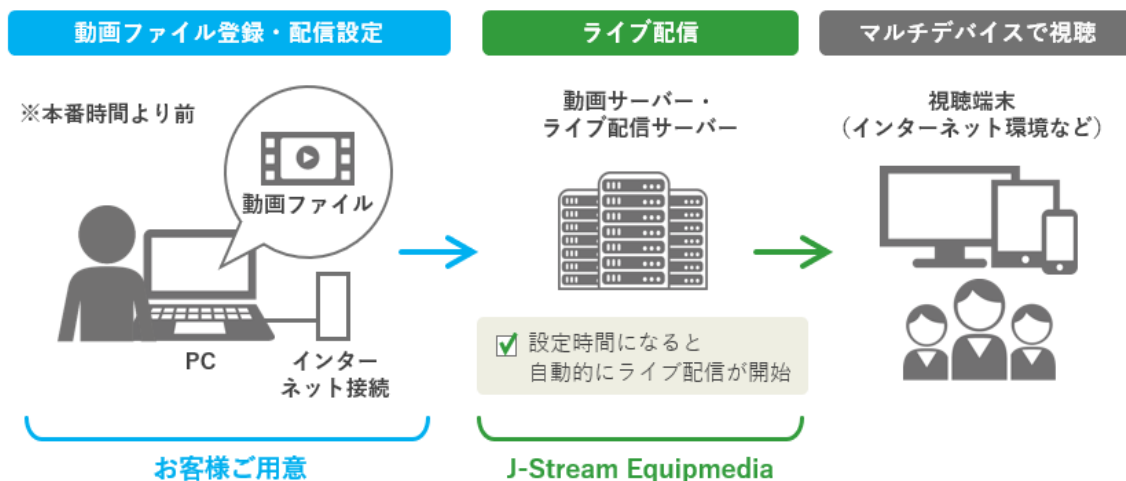 動画ファイル登録・配信設定
ライブ配信
マルチデバイスで視聴
※本番時間より前
動画ファイル
PC
インター
ネット接続
動画サーバー・
ライブ配信サーバー
設定時間になると
自動的にライブ配信が開始
視聴端末
（インターネット環境など）
お客様ご用意
J-Stream Equipmedia